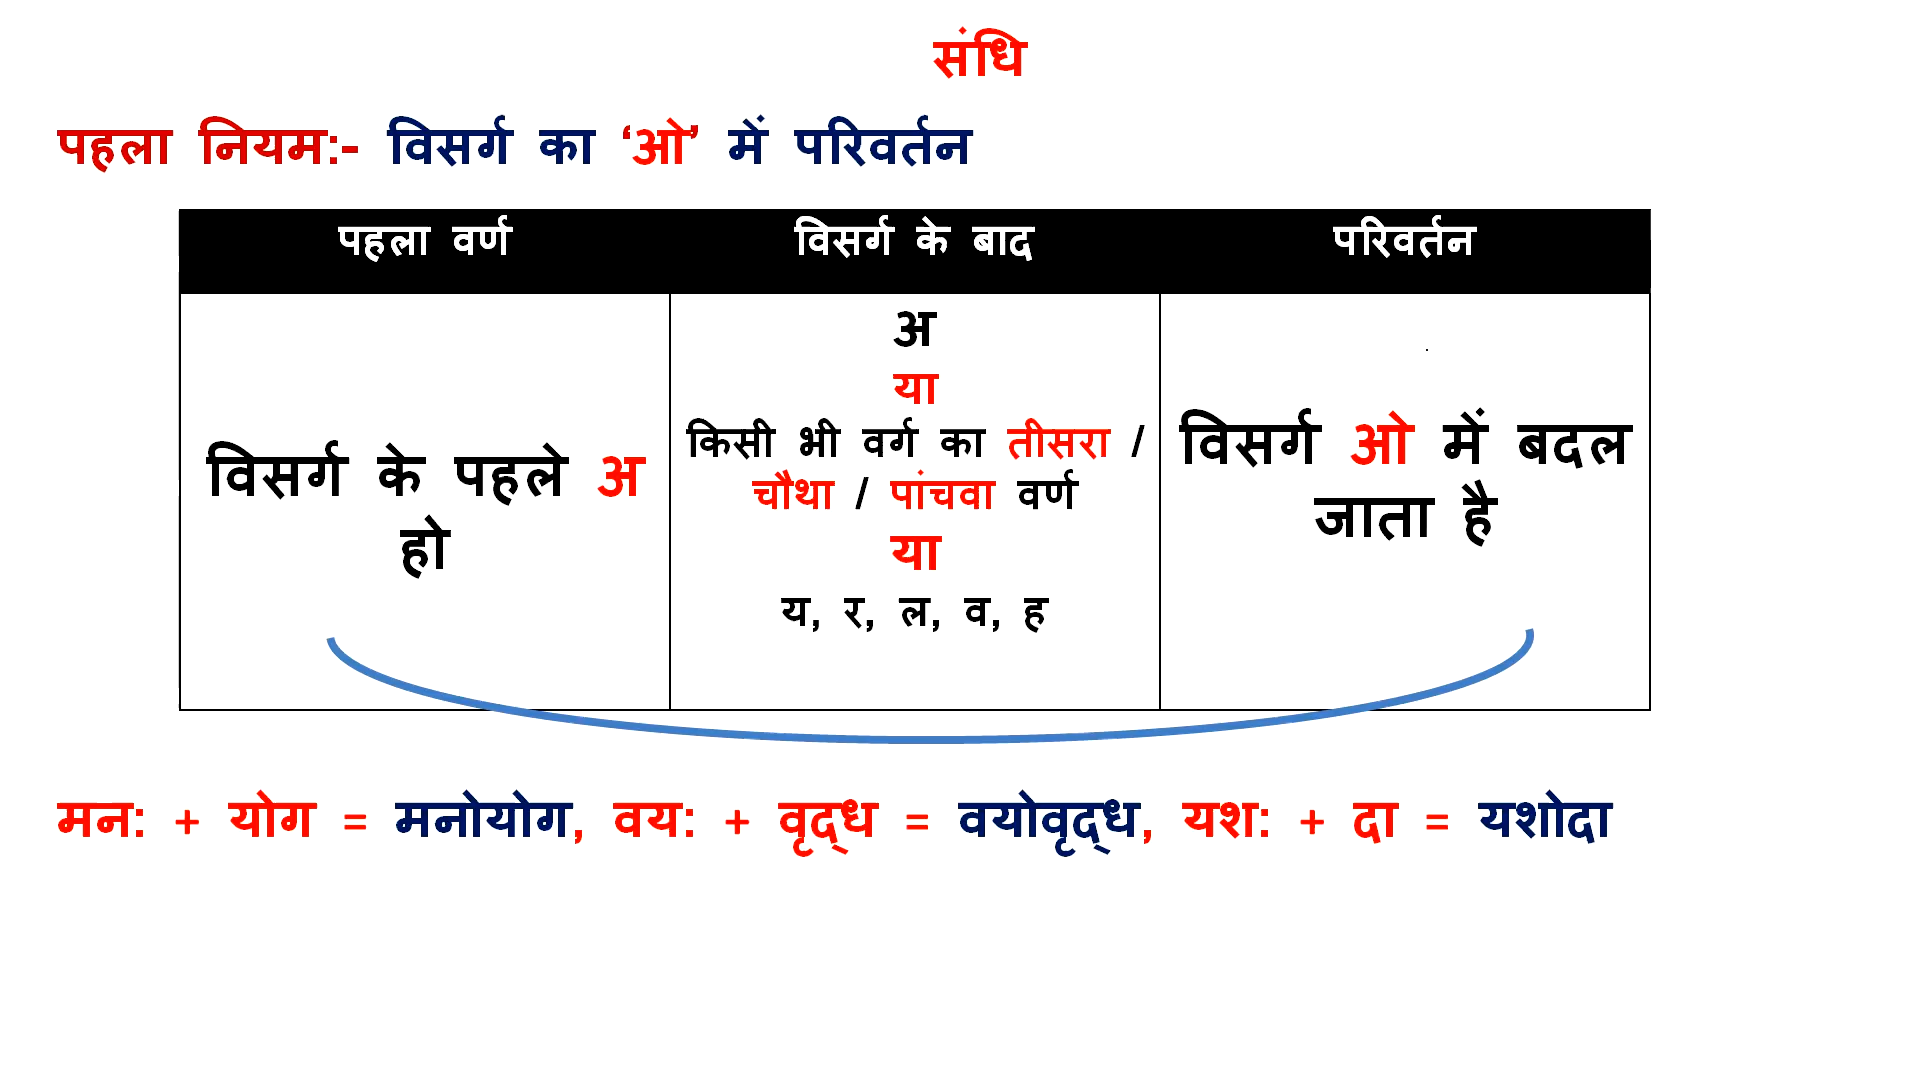 संधि
पहला नियम:- विसर्ग का ‘ओ’ में परिवर्तन
पहला वर्ण विसर्ग के बाद परिवर्तन
विसर्ग के पहले अ
हो
अ
या
किसी भी वर्ग का तीसरा /
चौथा / पांचवा वर्ण
या
य, र, ल, व, ह
विसर्ग ओ में बदल
जाता है
मन: + योग = मनोयोग, वय: + वृद्ध = वयोवृद्ध, यश: + दा = यशोदा